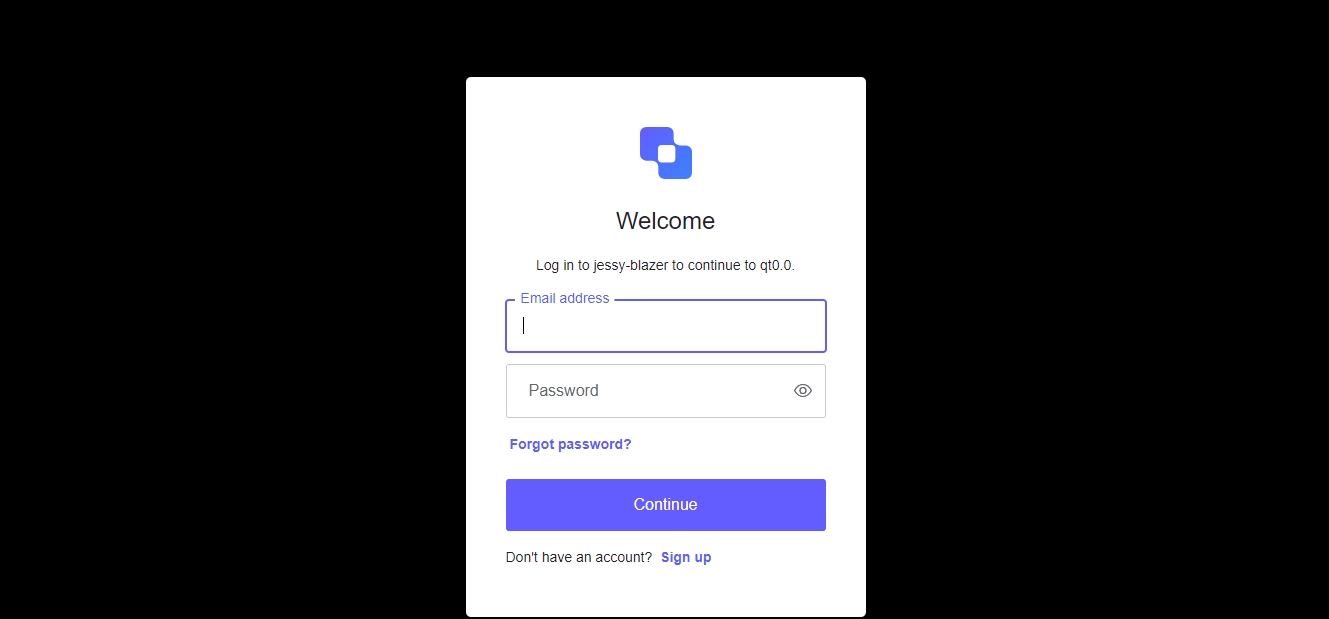 Welcome
Log in to jessy-blazer to continue to qt0.0.
Email address
Password
Forgot password?
Continue
Don't have an account? Sign up